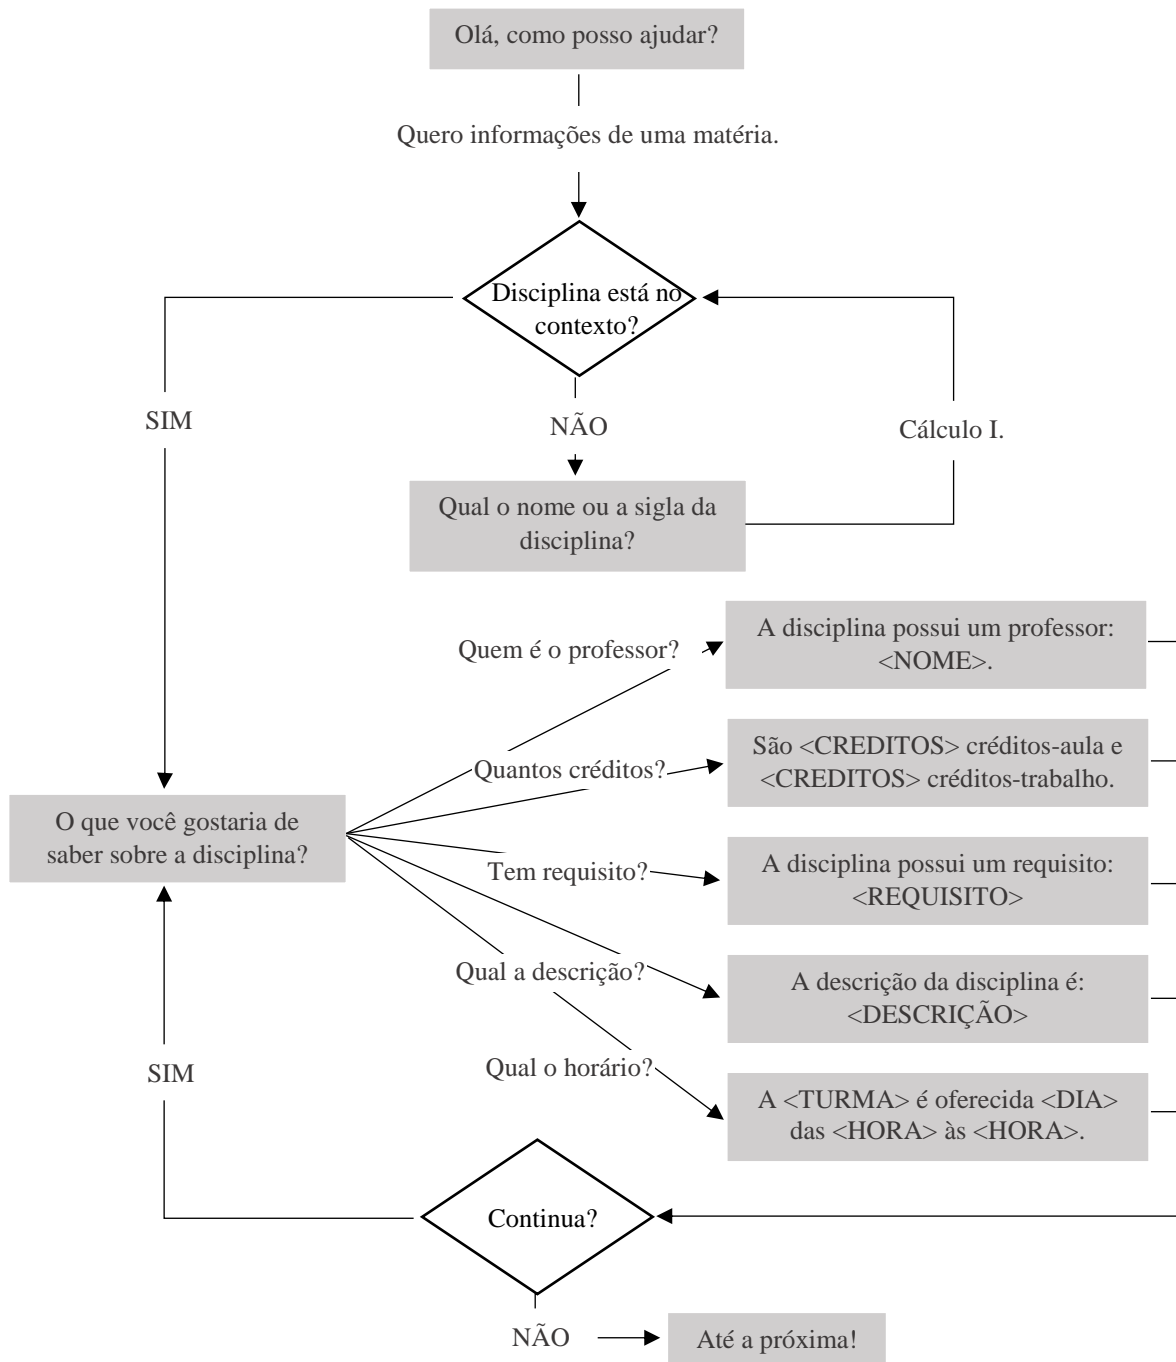 Olá, como posso ajudar?
Quero informações de uma matéria.
Disciplina está no
contexto?
SIM
NÃO
Cálculo I.
Qual o nome ou a sigla da
disciplina?
Quem é o professor?
A disciplina possui um professor:
<NOME>.
Quantos créditos?
São <CREDITOS> créditos-aula e
<CREDITOS> créditos-trabalho.
O que você gostaria de
saber sobre a disciplina?
Tem requisito?
A disciplina possui um requisito:
<REQUISITO>
Qual a descrição?
A descrição da disciplina é:
<DESCRIÇÃO>
Qual o horário?
A <TURMA> é oferecida <DIA>
das <HORA> às <HORA>.
SIM
Continua?
NÃO
Até a próxima!